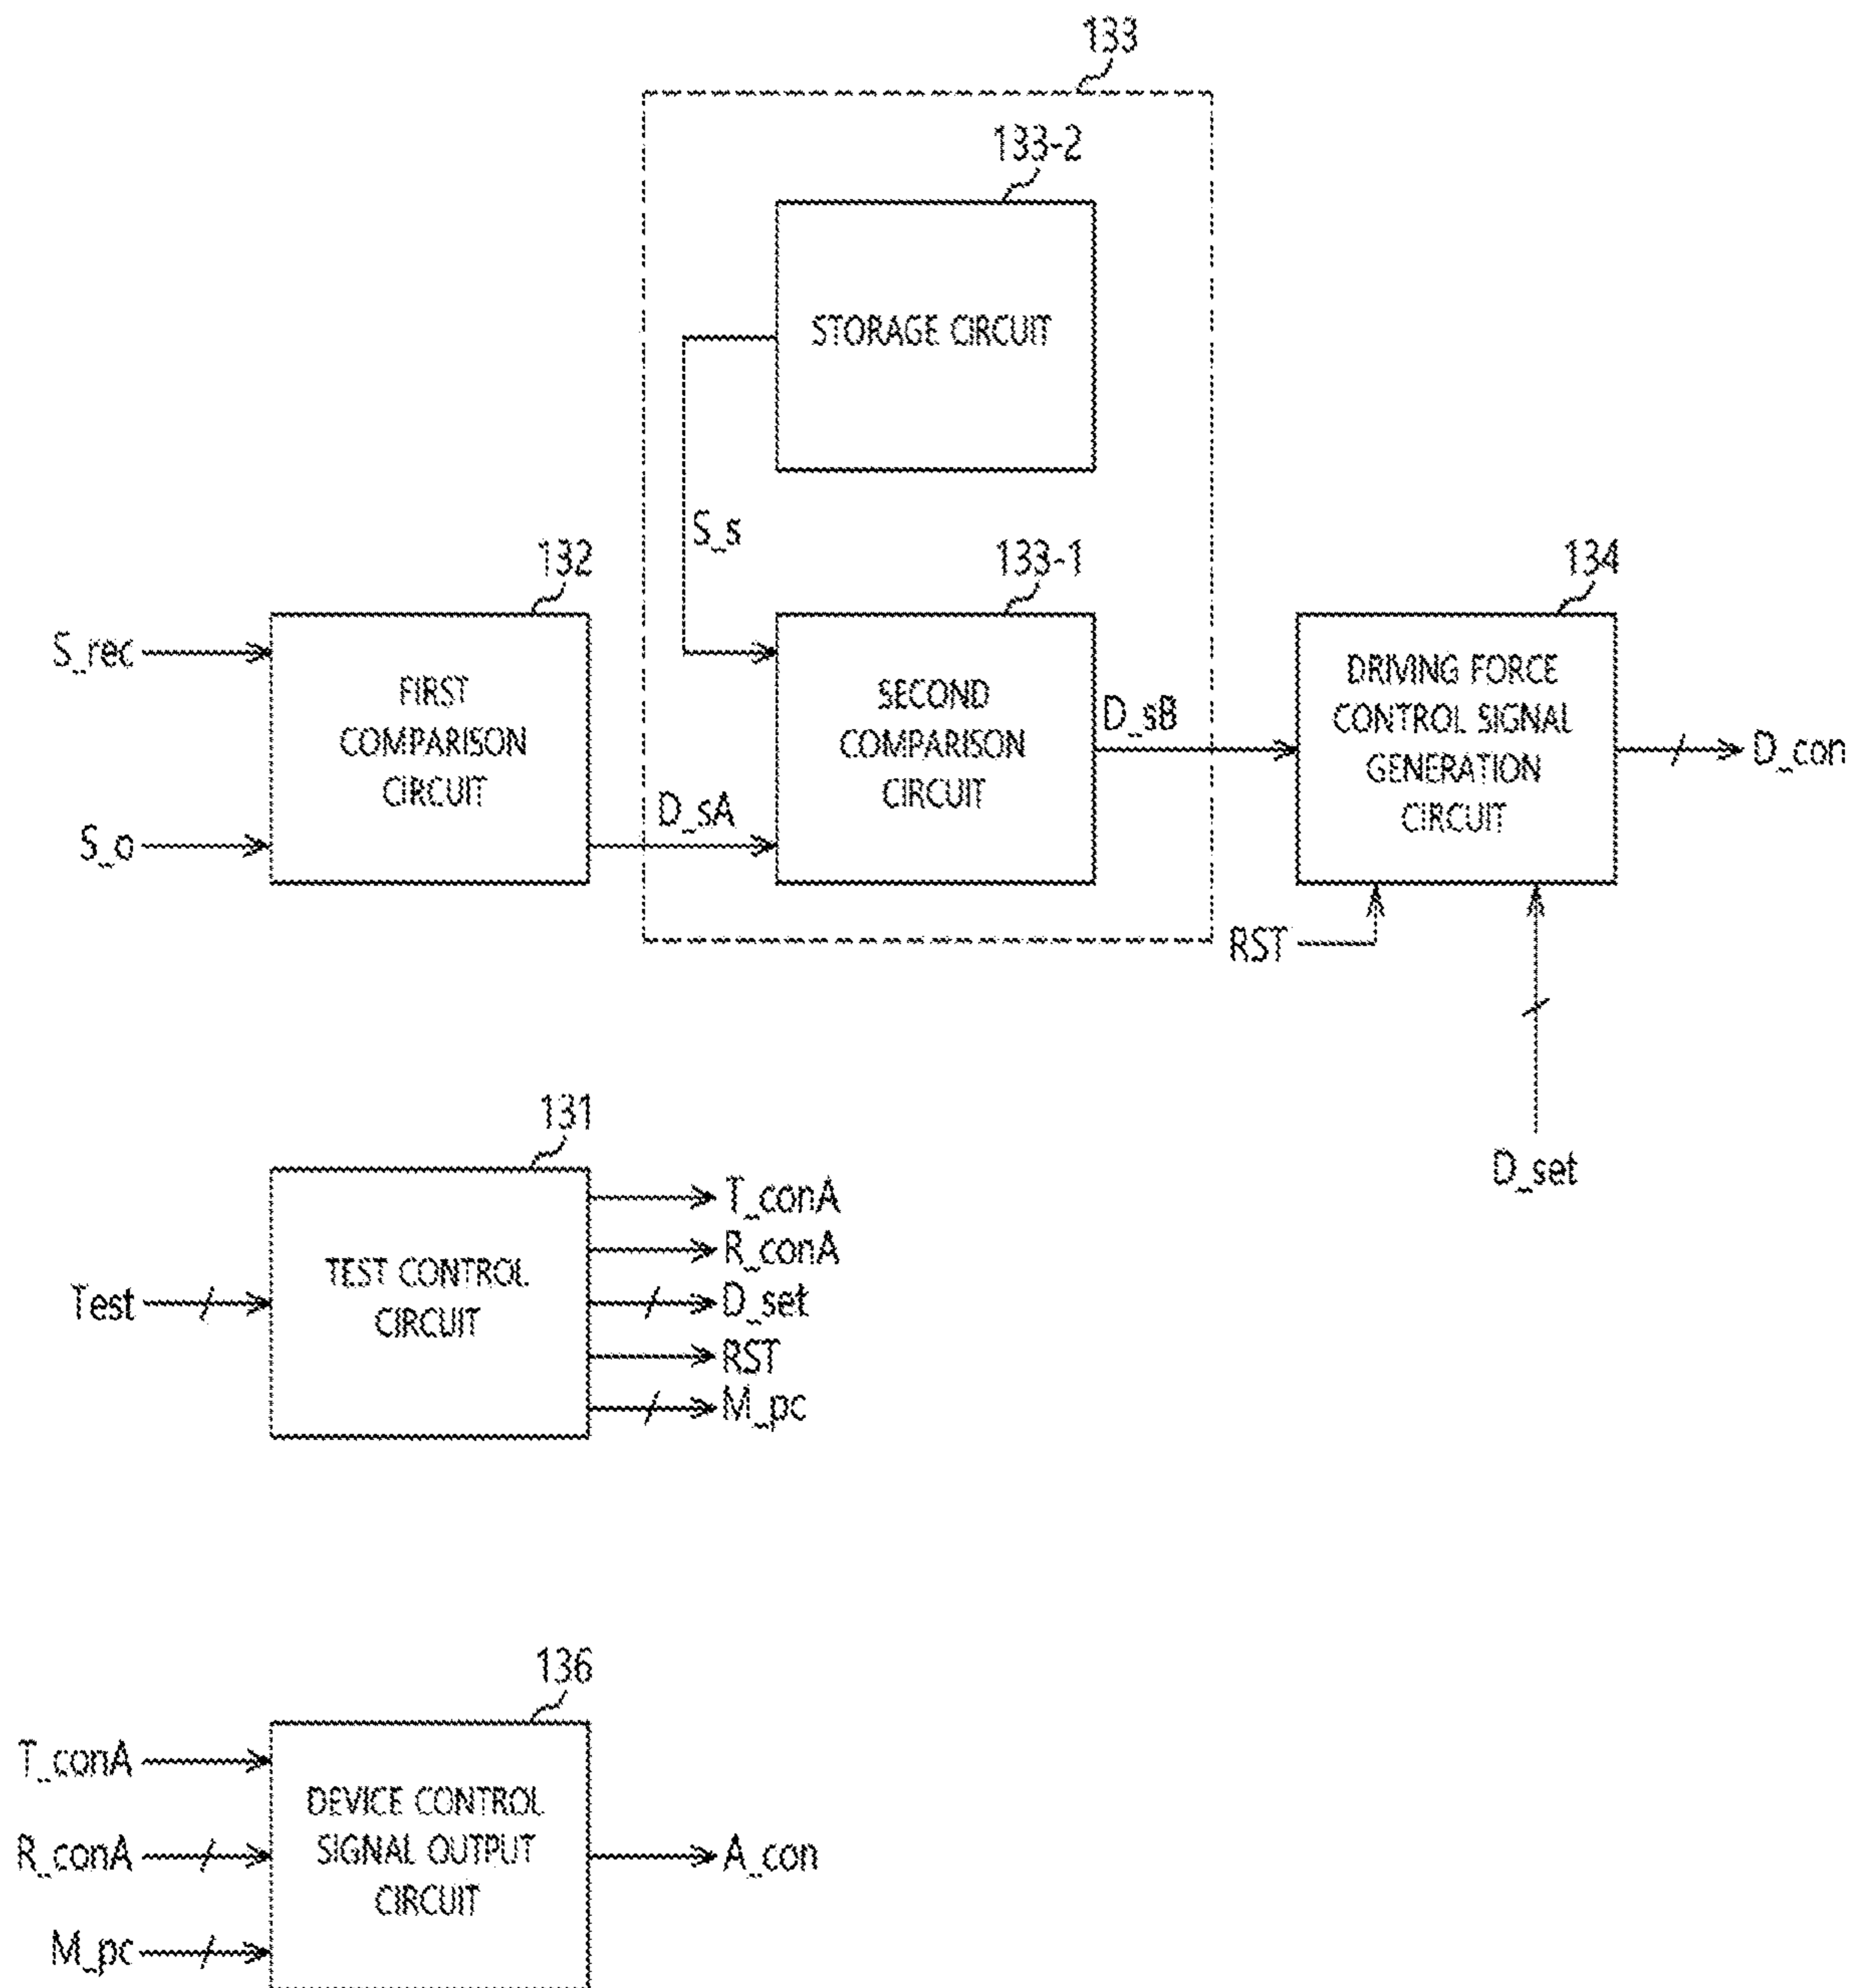 133
133-2
STORAGE CIRCUIT
S_s
132
133-1
134
S_rec
S_o
FIRST
COMPARISON
CIRCUIT
D_sA
SECOND
COMPARISON
CIRCUIT
D_sB
DRIVING FORCE
CONTROL SIGNAL
GENERATION
CIRCUIT
D_con
RST
D_set
131
Test
TEST CONTROL
CIRCUIT
T_conA
R_conA
D_set
RST
M_pc
136
T_conA
R_conA
M_pc
DEVICE CONTROL
SIGNAL OUTPUT
CIRCUIT
A_con